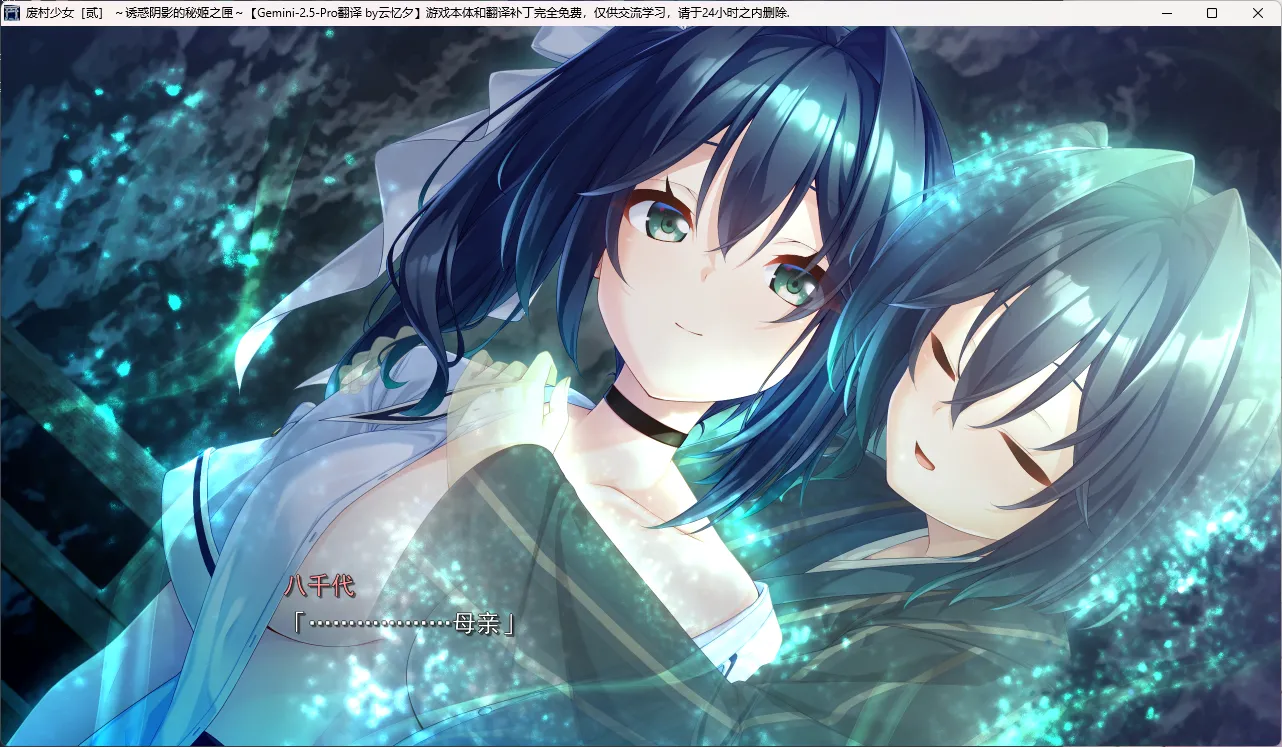 废村少女［贰］ ～诱惑阴影的秘姬之匣～【Gemini-2.5-Pro翻译 by云忆夕】游戏本体和翻译补丁完全免费，仅供交流学习，请于24小时之内删除.
八千代
「………………母亲」